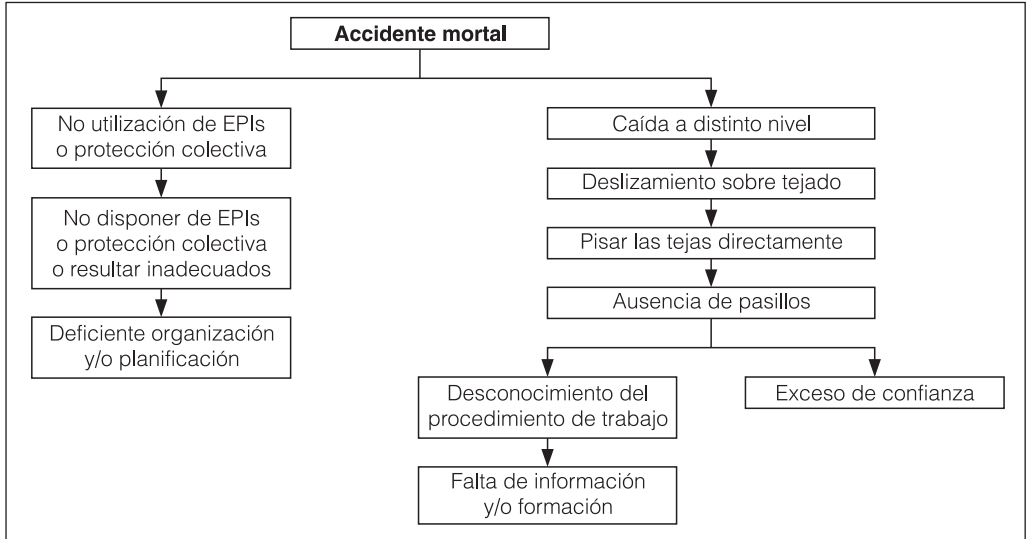 Accidente mortal
No utilización de EPIs
o protección colectiva
No disponer de EPIs
o protección colectiva
o resultar inadecuados
Deficiente organización
y/o planificación
Caída a distinto nivel
Deslizamiento sobre tejado
Pisar las tejas directamente
Ausencia de pasillos
Desconocimiento del
procedimiento de trabajo
Falta de información
y/o formación
Exceso de confianza